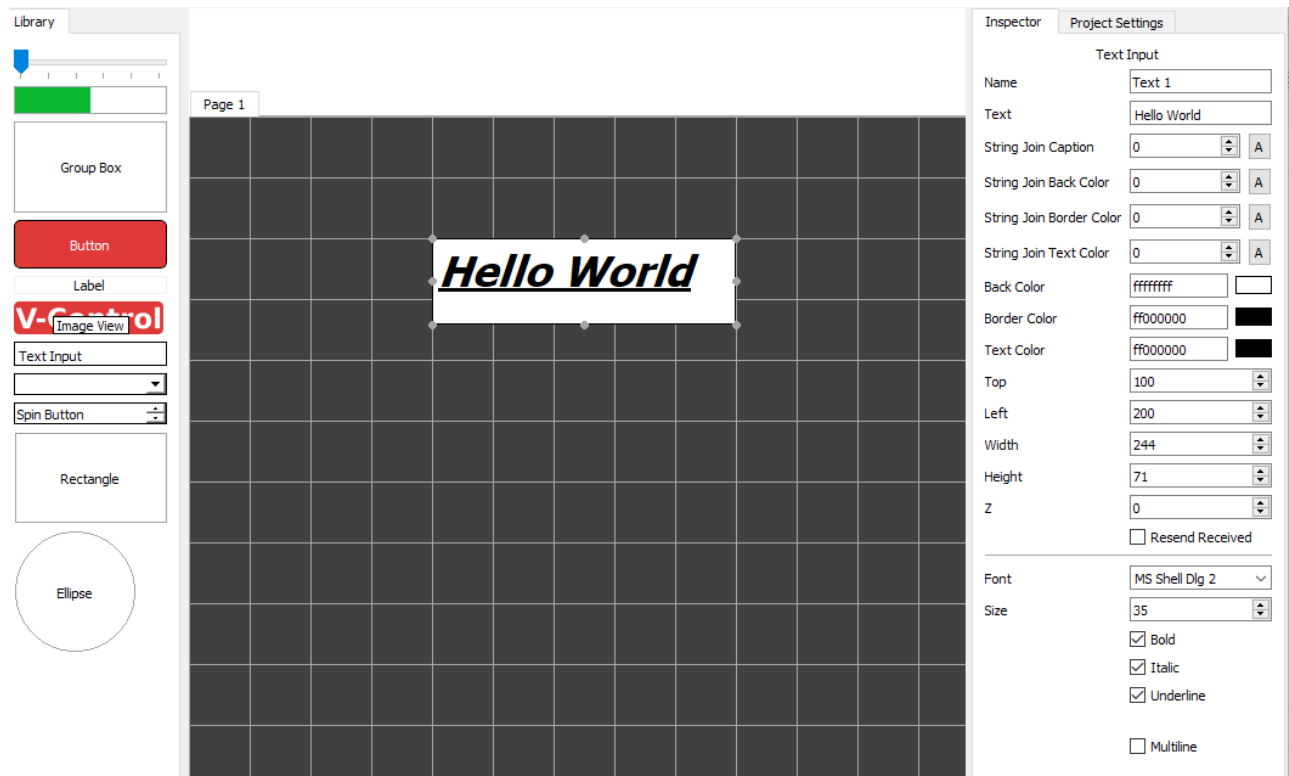 Library
Group Box
Button
Label
Image View
Text Input
Spin Button
Rectangle
Ellipse
Page 1
Hello World
Inspector Project Settings
Text Input
Name Text 1
Text Hello World
String Join Caption 0 A
String Join Back Color 0 A
String Join Border Color 0 A
String Join Text Color 0 A
Back Color ffffffff
Border Color ff000000
Text Color ff000000
Top 100
Left 200
Width 244
Height 71
Z 0
Resend Received
Font MS Shell Dlg 2
Size 35
Bold
Italic
Underline
Multiline